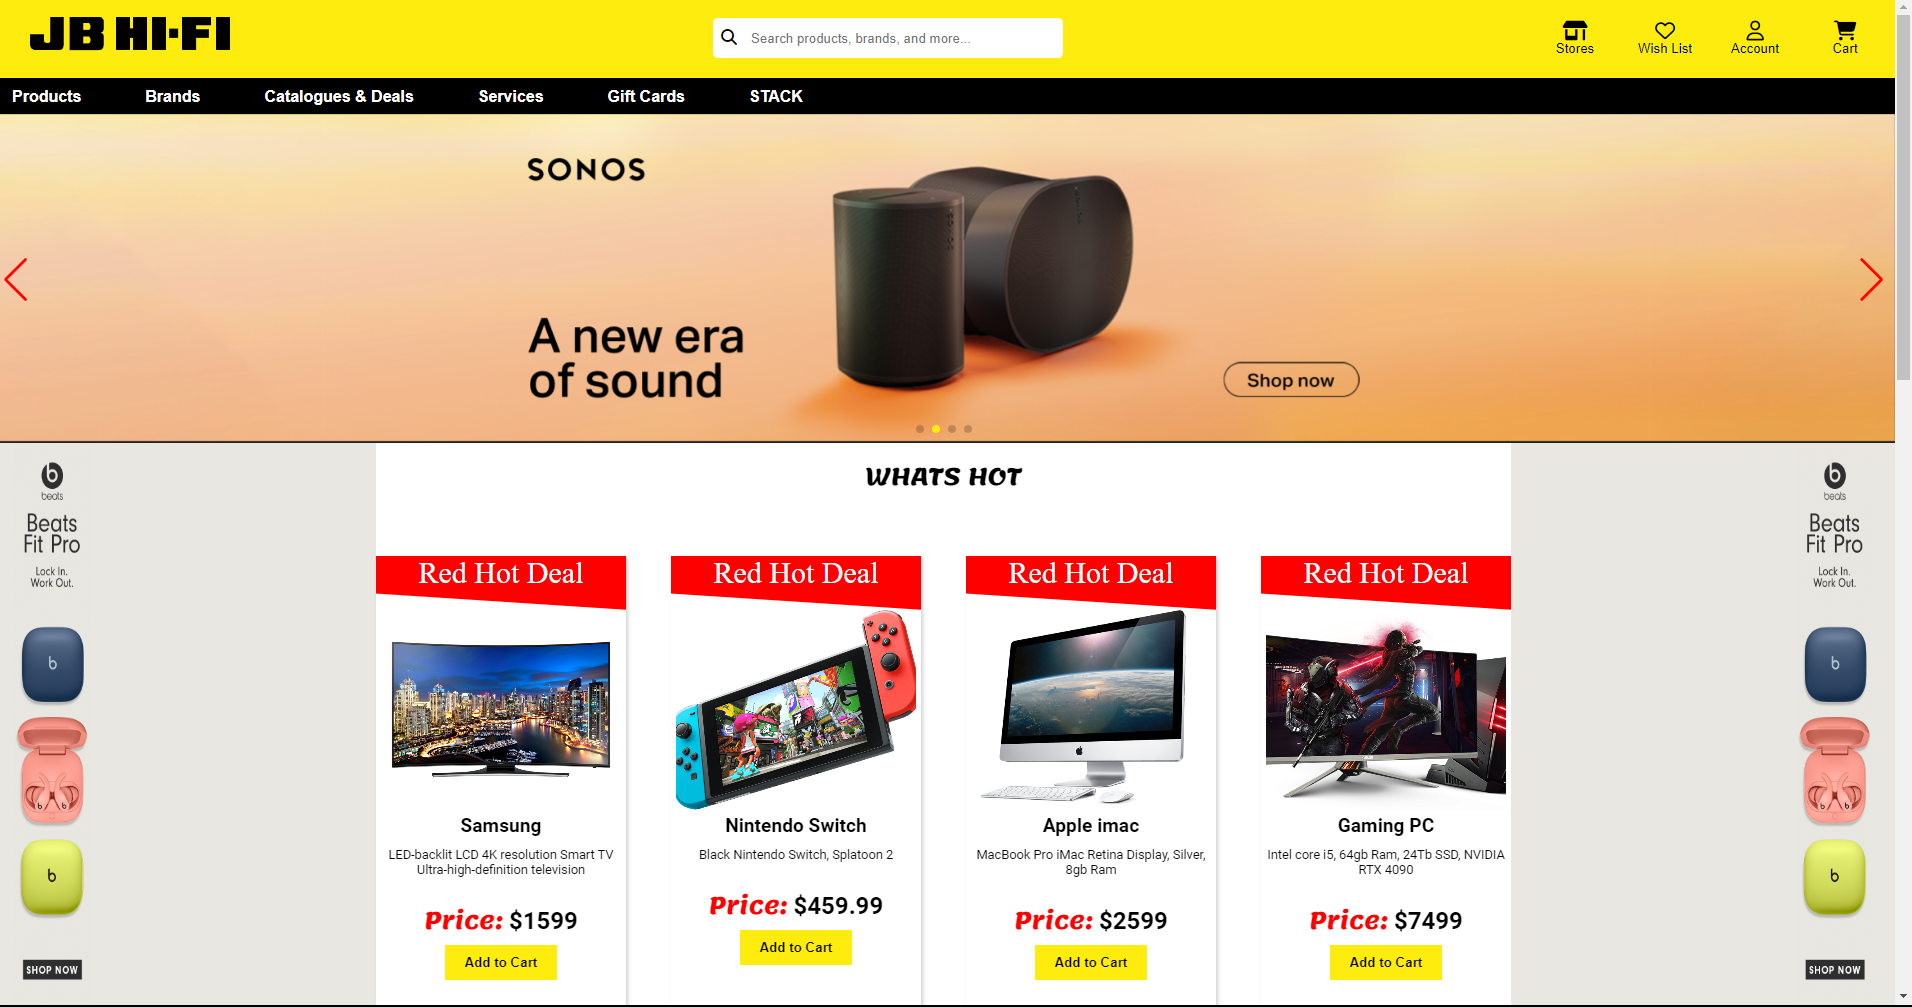 JB HI-FI
Search products, brands, and more...
Stores
Wish List
Account
Cart
Products
Brands
Catalogues & Deals
Services
Gift Cards
STACK
SONOS
A new era
of sound
Shop now
b
beats
Beats
Fit Pro
Lock In.
Work Out.
b
b
SHOP NOW
WHATS HOT
Red Hot Deal
Samsung
LED-backlit LCD 4K resolution Smart TV
Ultra-high-definition television
Price: $1599
Add to Cart
Red Hot Deal
Nintendo Switch
Black Nintendo Switch, Splatoon 2
Price: $459.99
Add to Cart
Red Hot Deal
Apple imac
MacBook Pro iMac Retina Display, Silver,
8gb Ram
Price: $2599
Add to Cart
Red Hot Deal
Gaming PC
Intel core i5, 64gb Ram, 24Tb SSD, NVIDIA
RTX 4090
Price: $7499
Add to Cart
b
beats
Beats
Fit Pro
Lock In.
Work Out.
b
b
SHOP NOW